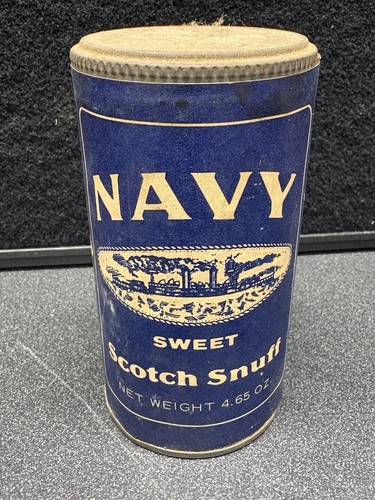 NAVY
SWEET
Scotch Snuff
NET WEIGHT 4.65 OZ.